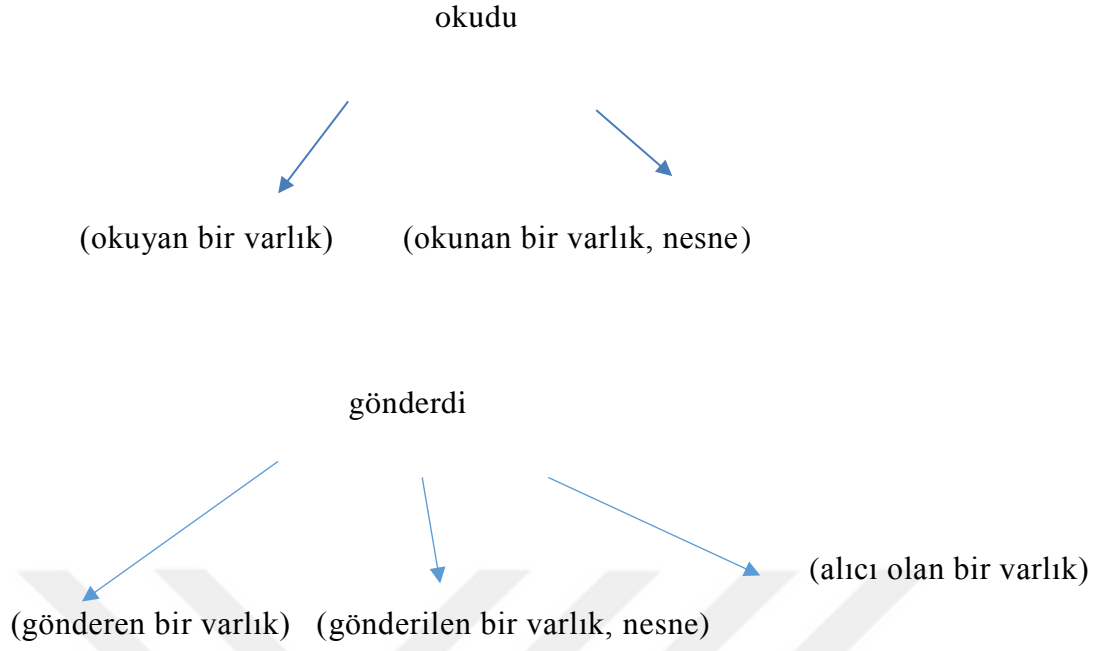 okudu
(okuyan bir varlık) (okunan bir varlık, nesne)
gönderdi
(alıcı olan bir varlık)
(gönderen bir varlık) (gönderilen bir varlık, nesne)